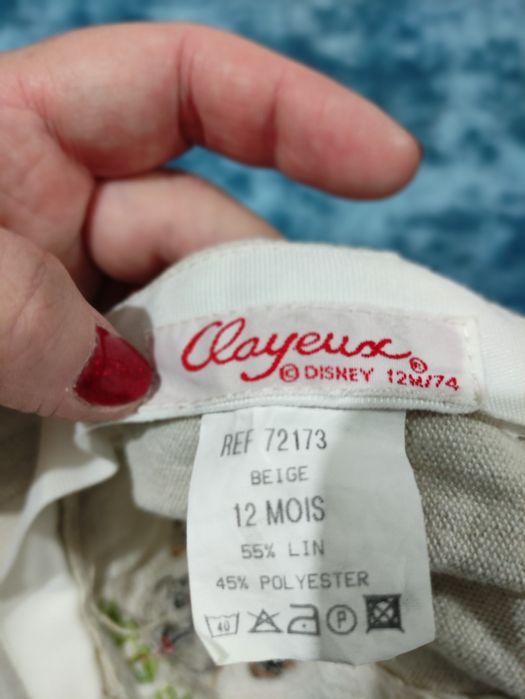 Clayeux®
© DISNEY 12M/74
REF 72173
BEIGE
12 MOIS
55% LIN
45% POLYESTER
40 P